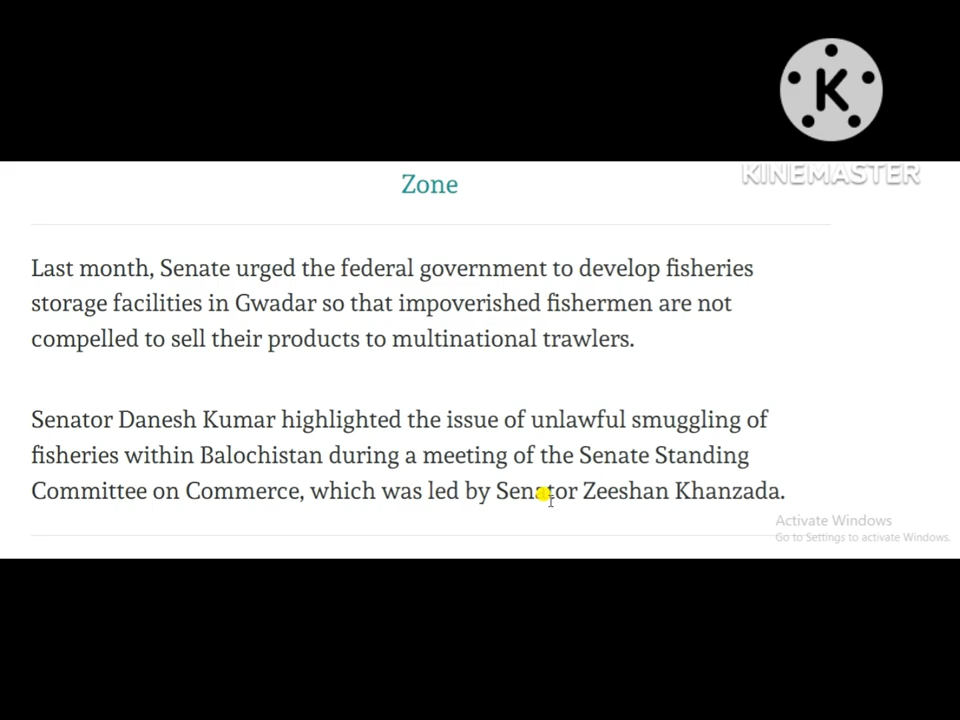 K
KINEMASTER
Zone
Last month, Senate urged the federal government to develop fisheries
storage facilities in Gwadar so that impoverished fishermen are not
compelled to sell their products to multinational trawlers.
Senator Danesh Kumar highlighted the issue of unlawful smuggling of
fisheries within Balochistan during a meeting of the Senate Standing
Committee on Commerce, which was led by Senator Zeeshan Khanzada.
Activate Windows
Go to Settings to activate Windows.